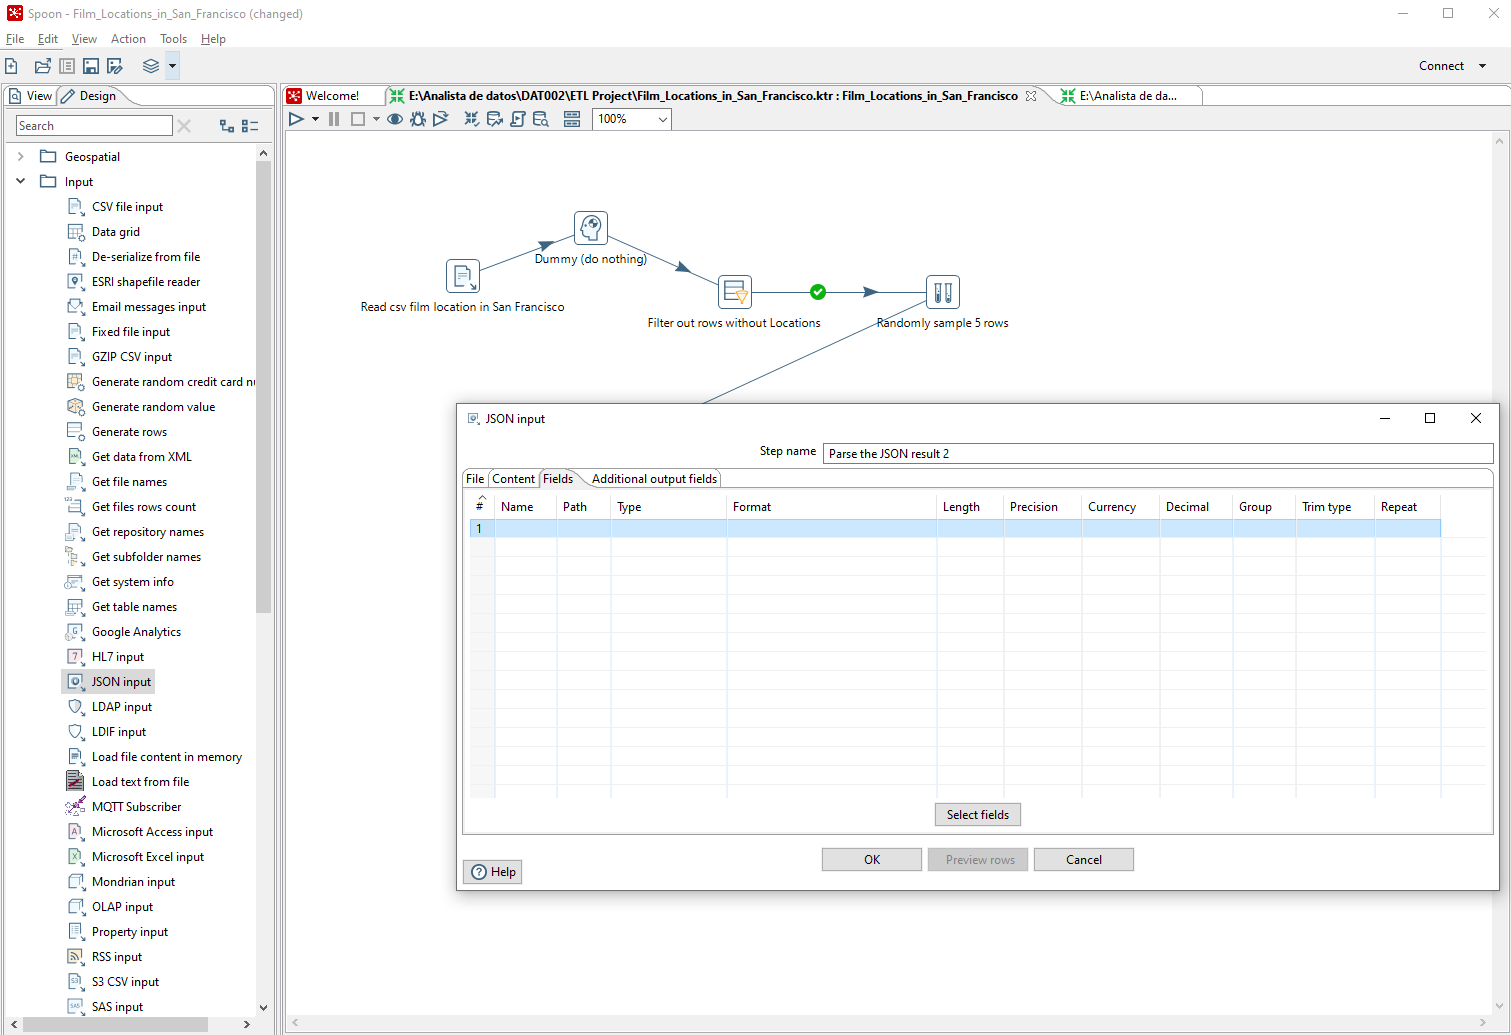 Spoon - Film_Locations_in_San_Francisco (changed)
File Edit View Action Tools Help
Connect
View Design
Welcome! E:\Analista de datos\DAT002\ETL Project\Film_Locations_in_San_Francisco.ktr : Film_Locations_in_San_Francisco E:\Analista de da...
Search
100%
Geospatial
Input
CSV file input
Data grid
De-serialize from file
ESRI shapefile reader
Email messages input
Fixed file input
GZIP CSV input
Generate random credit card nu
Generate random value
Generate rows
Get data from XML
Get file names
Get files rows count
Get repository names
Get subfolder names
Get system info
Get table names
Google Analytics
HL7 input
JSON input
LDAP input
LDIF input
Load file content in memory
Load text from file
MQTT Subscriber
Microsoft Access input
Microsoft Excel input
Mondrian input
OLAP input
Property input
RSS input
S3 CSV input
SAS input
Dummy (do nothing)
Read csv film location in San Francisco
Filter out rows without Locations
Randomly sample 5 rows
JSON input
Step name Parse the JSON result 2
File Content Fields Additional output fields
# Name Path Type Format Length Precision Currency Decimal Group Trim type Repeat
1
Select fields
OK Preview rows Cancel
Help